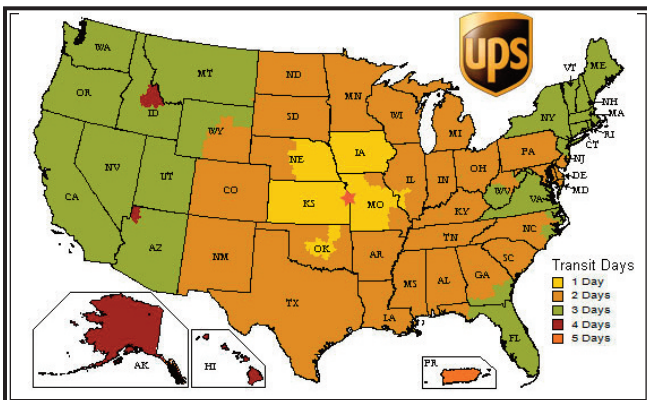 ups
WA
MT
ND
MN
VT
ME
OR
ID
SD
WI
NY
NH
MA
WY
MI
RI
CT
NE
IA
PA
NJ
NV
UT
CO
IL
IN
OH
DE
MD
CA
KS
MO
WV
VA
KY
AZ
NM
OK
AR
TN
NC
SC
TX
LA
MS
AL
GA
FL
Transit Days
1 Day
2 Days
3 Days
4 Days
5 Days
AK
HI
PR